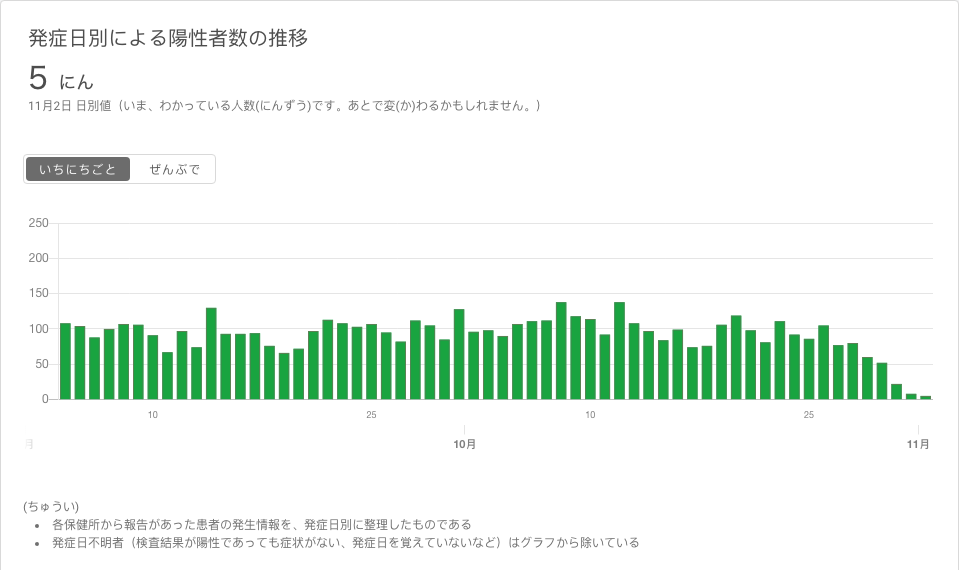 発症日別による陽性者数の推移
5 にん
11月2日 日別値（いま、わかっている人数(にんずう)です。あとで変(か)わるかもしれません。）
いちにちごと ぜんぶで
250
200
150
100
50
0
10 25 10 25
月 10月 11月
(ちゅうい)
• 各保健所から報告があった患者の発生情報を、発症日別に整理したものである
• 発症日不明者（検査結果が陽性であっても症状がない、発症日を覚えていないなど）はグラフから除いている